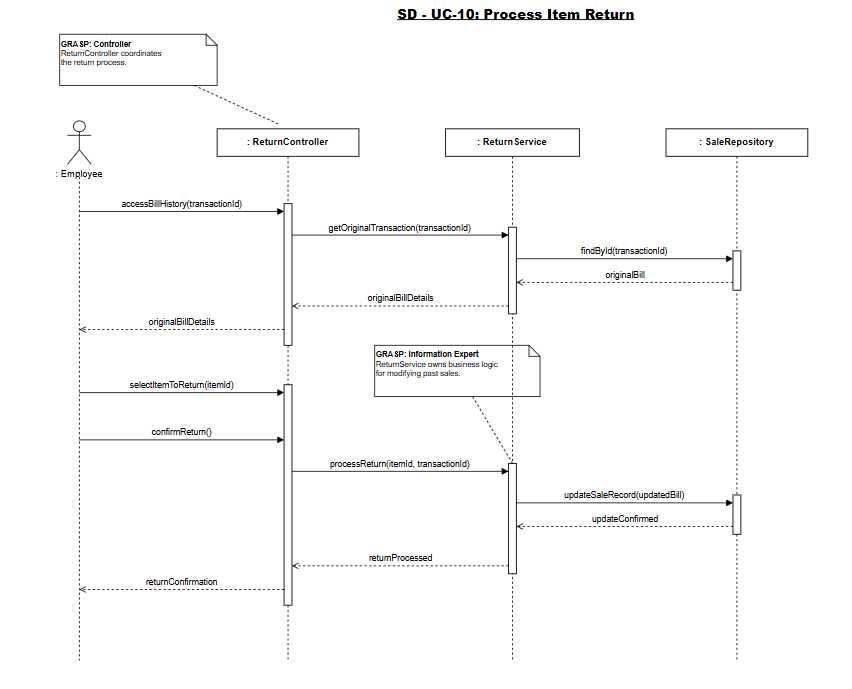 SD - UC-10: Process Item Return
GRASP: Controller
ReturnController coordinates
the return process.
: Employee
: ReturnController
: ReturnService
: SaleRepository
accessBillHistory(transactionId)
getOriginalTransaction(transactionId)
findById(transactionId)
originalBill
originalBillDetails
originalBillDetails
GRASP: Information Expert
ReturnService owns business logic
for modifying past sales.
selectItemToReturn(itemId)
confirmReturn()
processReturn(itemId, transactionId)
updateSaleRecord(updatedBill)
updateConfirmed
returnProcessed
returnConfirmation